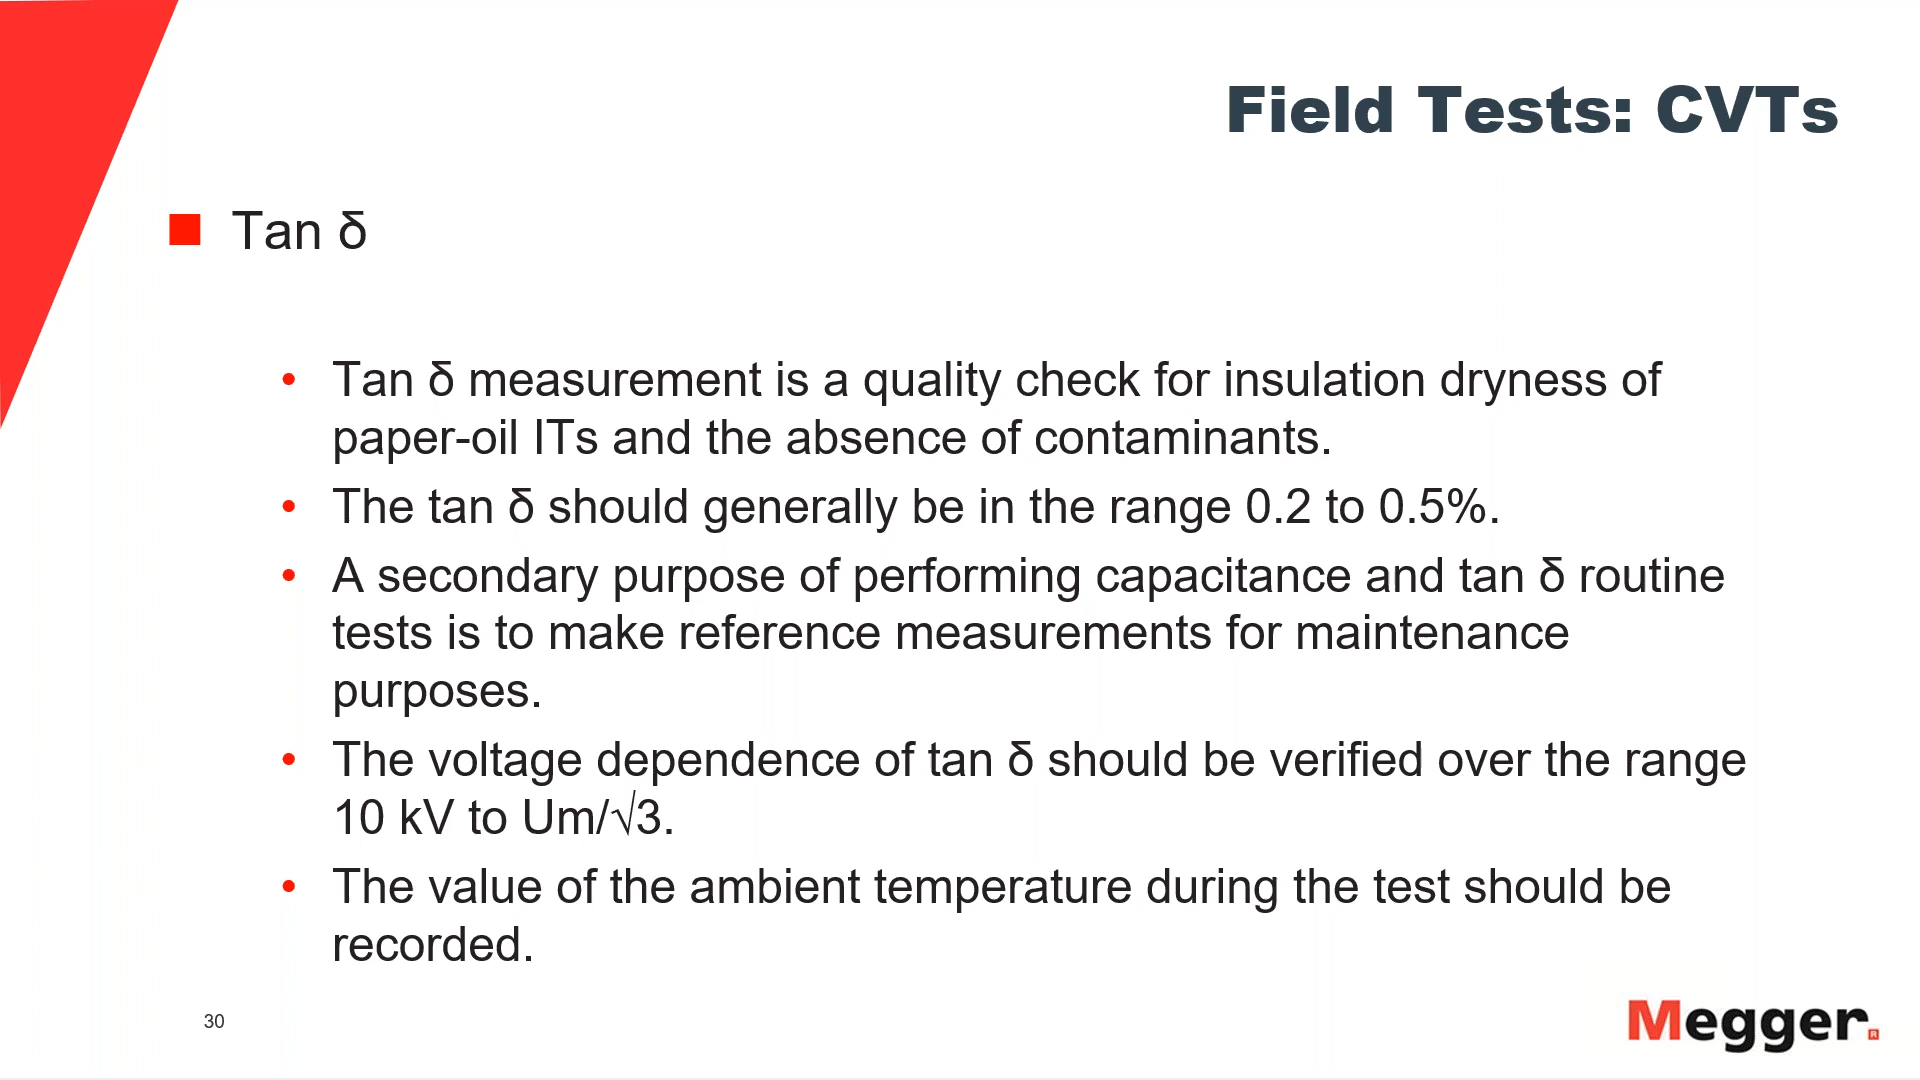 Field Tests: CVTs
Tan δ
• Tan δ measurement is a quality check for insulation dryness of
paper-oil ITs and the absence of contaminants.
• The tan δ should generally be in the range 0.2 to 0.5%.
• A secondary purpose of performing capacitance and tan δ routine
tests is to make reference measurements for maintenance
purposes.
• The voltage dependence of tan δ should be verified over the range
10 kV to Um/√3.
• The value of the ambient temperature during the test should be
recorded.
30
Megger.